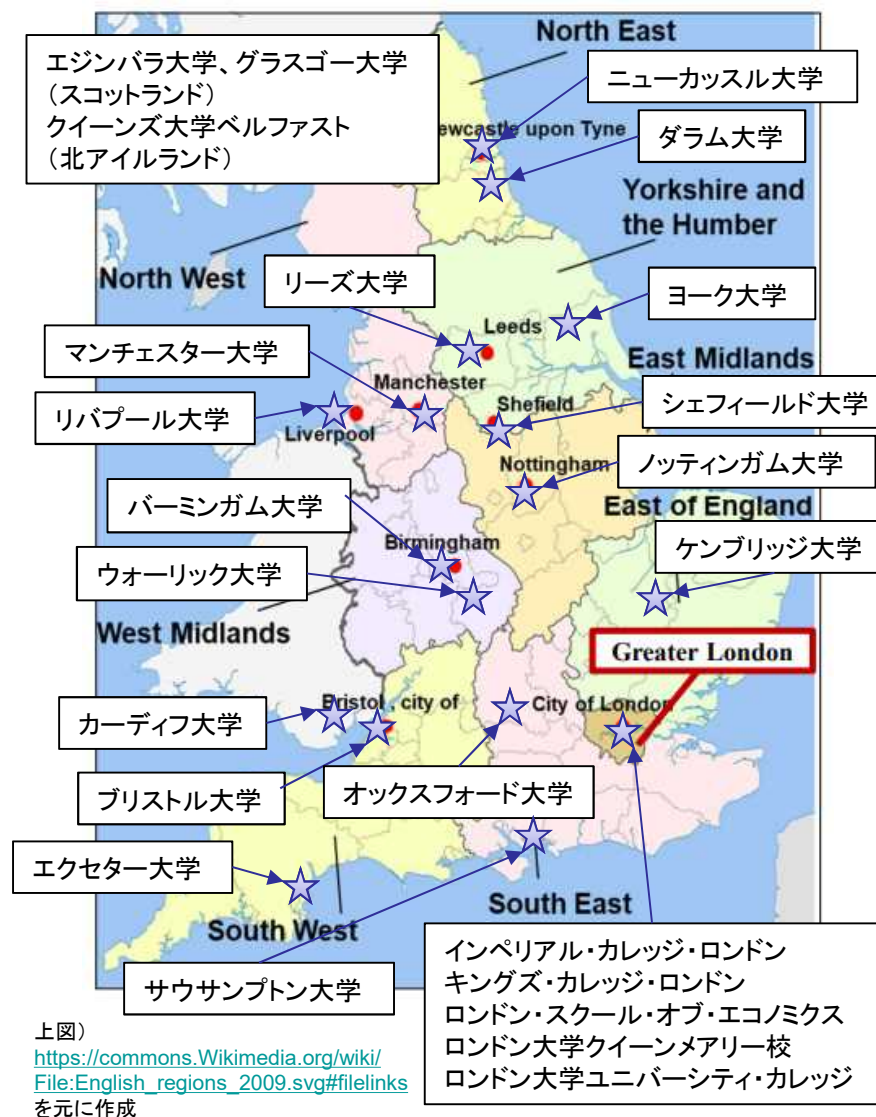 エジンバラ大学、グラスゴー大学
（スコットランド）
クイーンズ大学ベルファスト
（北アイルランド）
North East
ニューカッスル大学
ewcastle upon Tyne
ダラム大学
Yorkshire and
the Humber
North West
リーズ大学
ヨーク大学
Leeds
マンチェスター大学
East Midlands
Manchester
リバプール大学
Shefield
シェフィールド大学
Liverpool
Nottingham
ノッティンガム大学
バーミンガム大学
East of England
Birmingham
ケンブリッジ大学
ウォーリック大学
West Midlands
Greater London
カーディフ大学
Bristol , city of
City of London
ブリストル大学
オックスフォード大学
エクセター大学
South West
South East
サウサンプトン大学
インペリアル・カレッジ・ロンドン
キングズ・カレッジ・ロンドン
ロンドン・スクール・オブ・エコノミクス
ロンドン大学クイーンメアリー校
ロンドン大学ユニバーシティ・カレッジ
上図）
https://commons.Wikimedia.org/wiki/
File:English_regions_2009.svg#filelinks
を元に作成